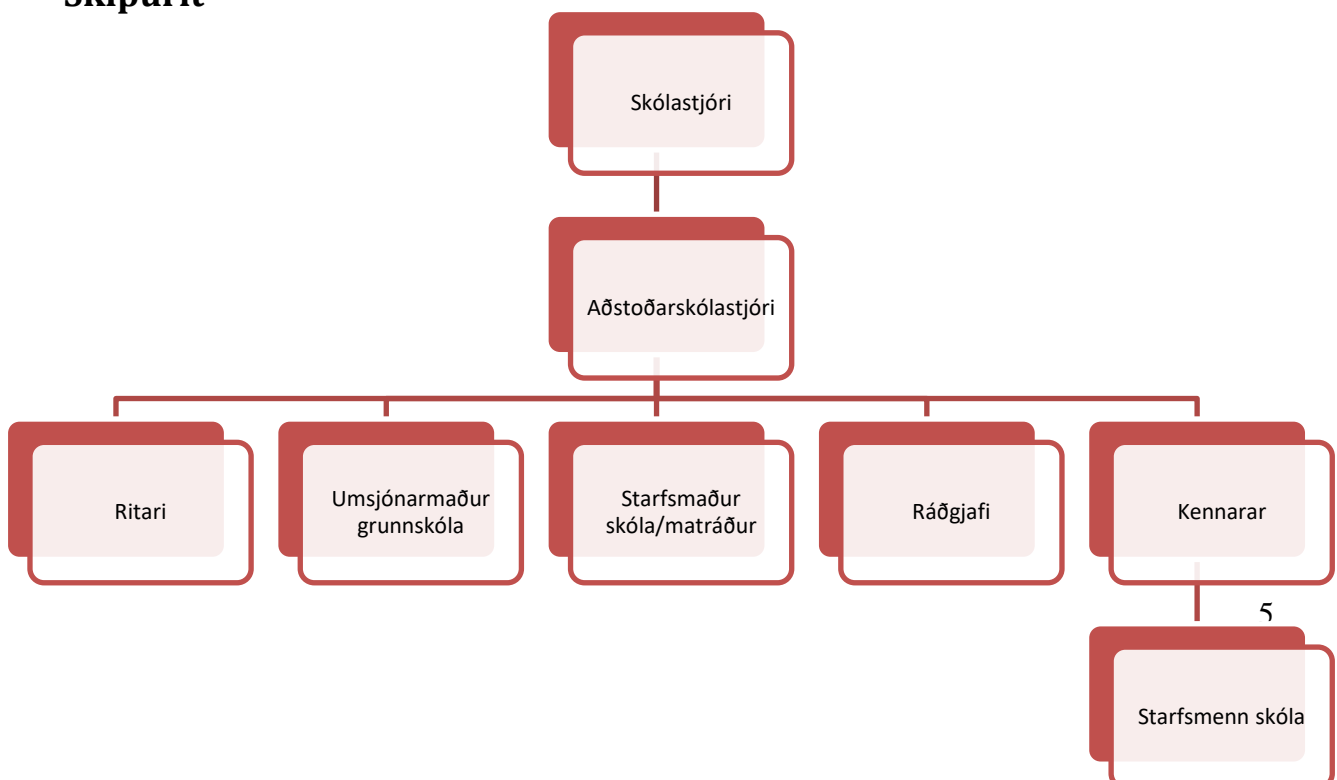 Skipurit
Skólastjóri
Aðstoðarskólastjóri
Ritari
Umsjónarmaður
grunnskóla
Starfsmaður
skóla/matráður
Ráðgjafi
Kennarar
5
Starfsmenn skóla